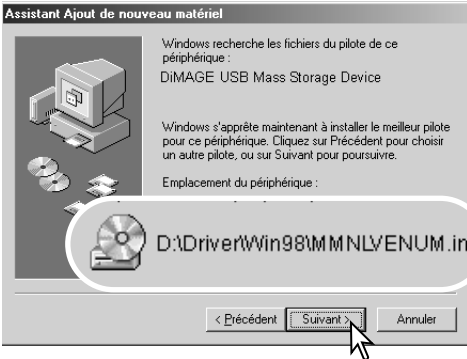 Assistant Ajout de nouveau matériel
Windows recherche les fichiers du pilote de ce
périphérique :
DiMAGE USB Mass Storage Device
Windows s'apprête maintenant à installer le meilleur pilote
pour ce périphérique. Cliquez sur Précédent pour choisir
un autre pilote, ou sur Suivant pour poursuivre.
Emplacement du périphérique :
D:\Driver\Win98\MMNLVENUM.in
< Précédent
Suivant >
Annuler